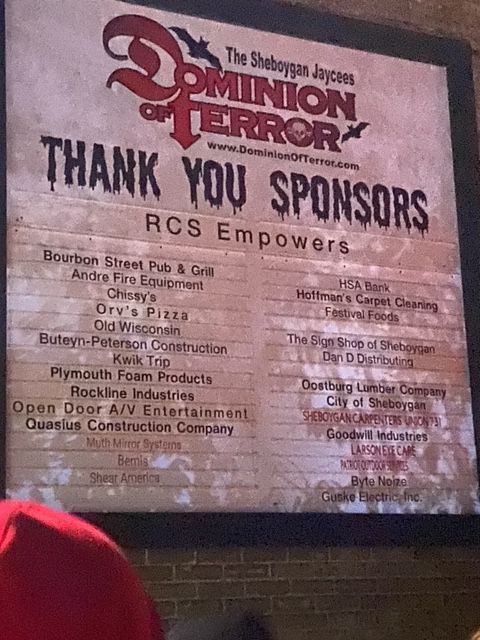 The Sheboygan Jaycees
DOMINION
OF TERROR
www.DominionOfTerror.com
THANK YOU SPONSORS
RCS Empowers
Bourbon Street Pub & Grill
Andre Fire Equipment
Chissy's
Orv's Pizza
Old Wisconsin
Buteyn-Peterson Construction
Kwik Trip
Plymouth Foam Products
Rockline Industries
Open Door A/V Entertainment
Quasius Construction Company
Muth Mirror Systems
Bemis
Shear America
HSA Bank
Hoffman's Carpet Cleaning
Festival Foods
The Sign Shop of Sheboygan
Dan D Distributing
Oostburg Lumber Company
City of Sheboygan
SHEBOYGAN CARPENTERS UNION 731
Goodwill Industries
LARSON EYE CARE
PATRIOT OUTDOOR SERVICES
Byte Noize
Guske Electric, Inc.